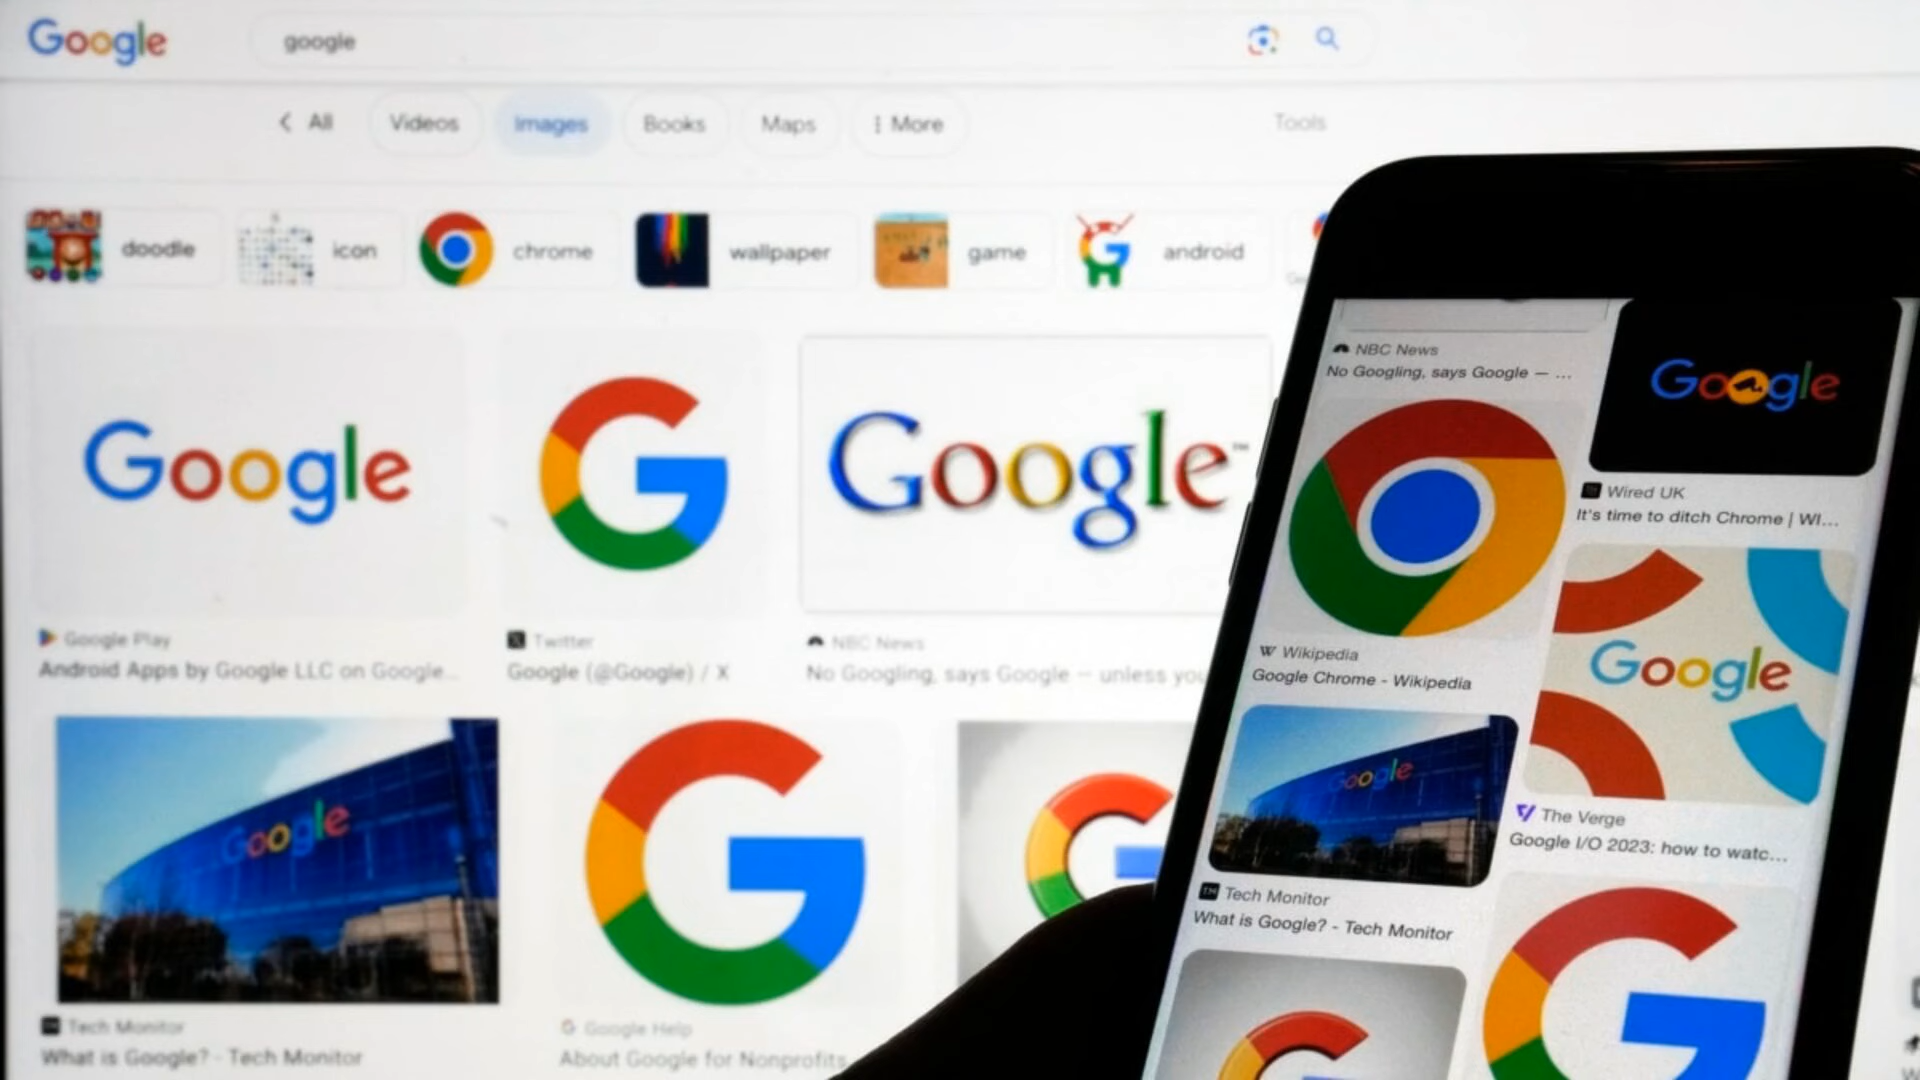 Google
google
All
Videos
Images
Books
Maps
More
Tools
doodle
icon
chrome
wallpaper
game
android
Google
Google™
Google Play
Android Apps by Google LLC on Google...
Twitter
Google (@Google) / X
NBC News
No Googling, says Google — unless you
Google
Tech Monitor
What is Google? - Tech Monitor
Google Help
About Google for Nonprofits
NBC News
No Googling, says Google — ...
Google
Wired UK
It's time to ditch Chrome | WI...
W Wikipedia
Google Chrome - Wikipedia
Google
The Verge
Google I/O 2023: how to watc...
Google
TM Tech Monitor
What is Google? - Tech Monitor